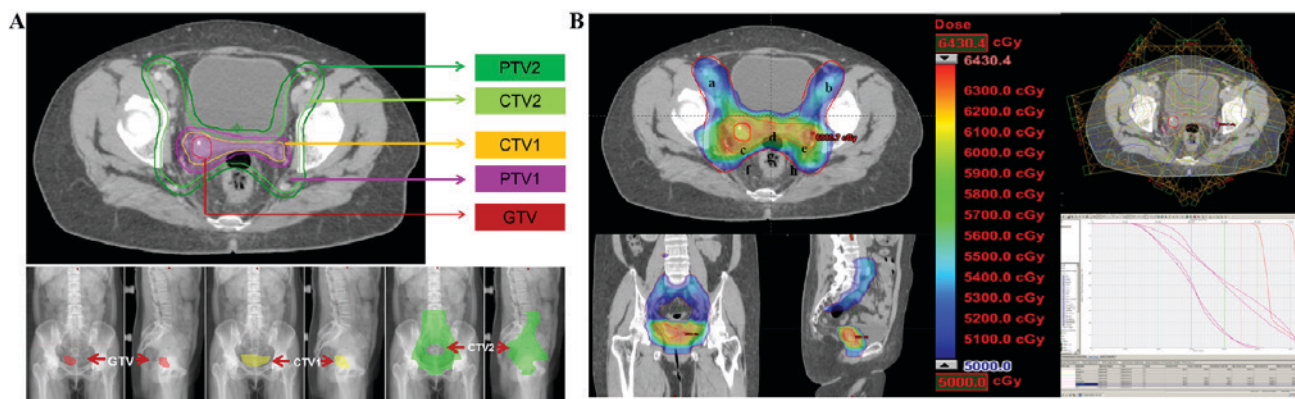 A
PTV2
CTV2
CTV1
PTV1
GTV
GTV
CTV1
CTV2
B
a
b
c
d
e
f
g
h
Dose
6430.4 cGy
6430.4
6300.0 cGy
6200.0 cGy
6100.0 cGy
6000.0 cGy
5900.0 cGy
5800.0 cGy
5700.0 cGy
5600.0 cGy
5500.0 cGy
5400.0 cGy
5300.0 cGy
5200.0 cGy
5100.0 cGy
5000.0
5000.0 cGy